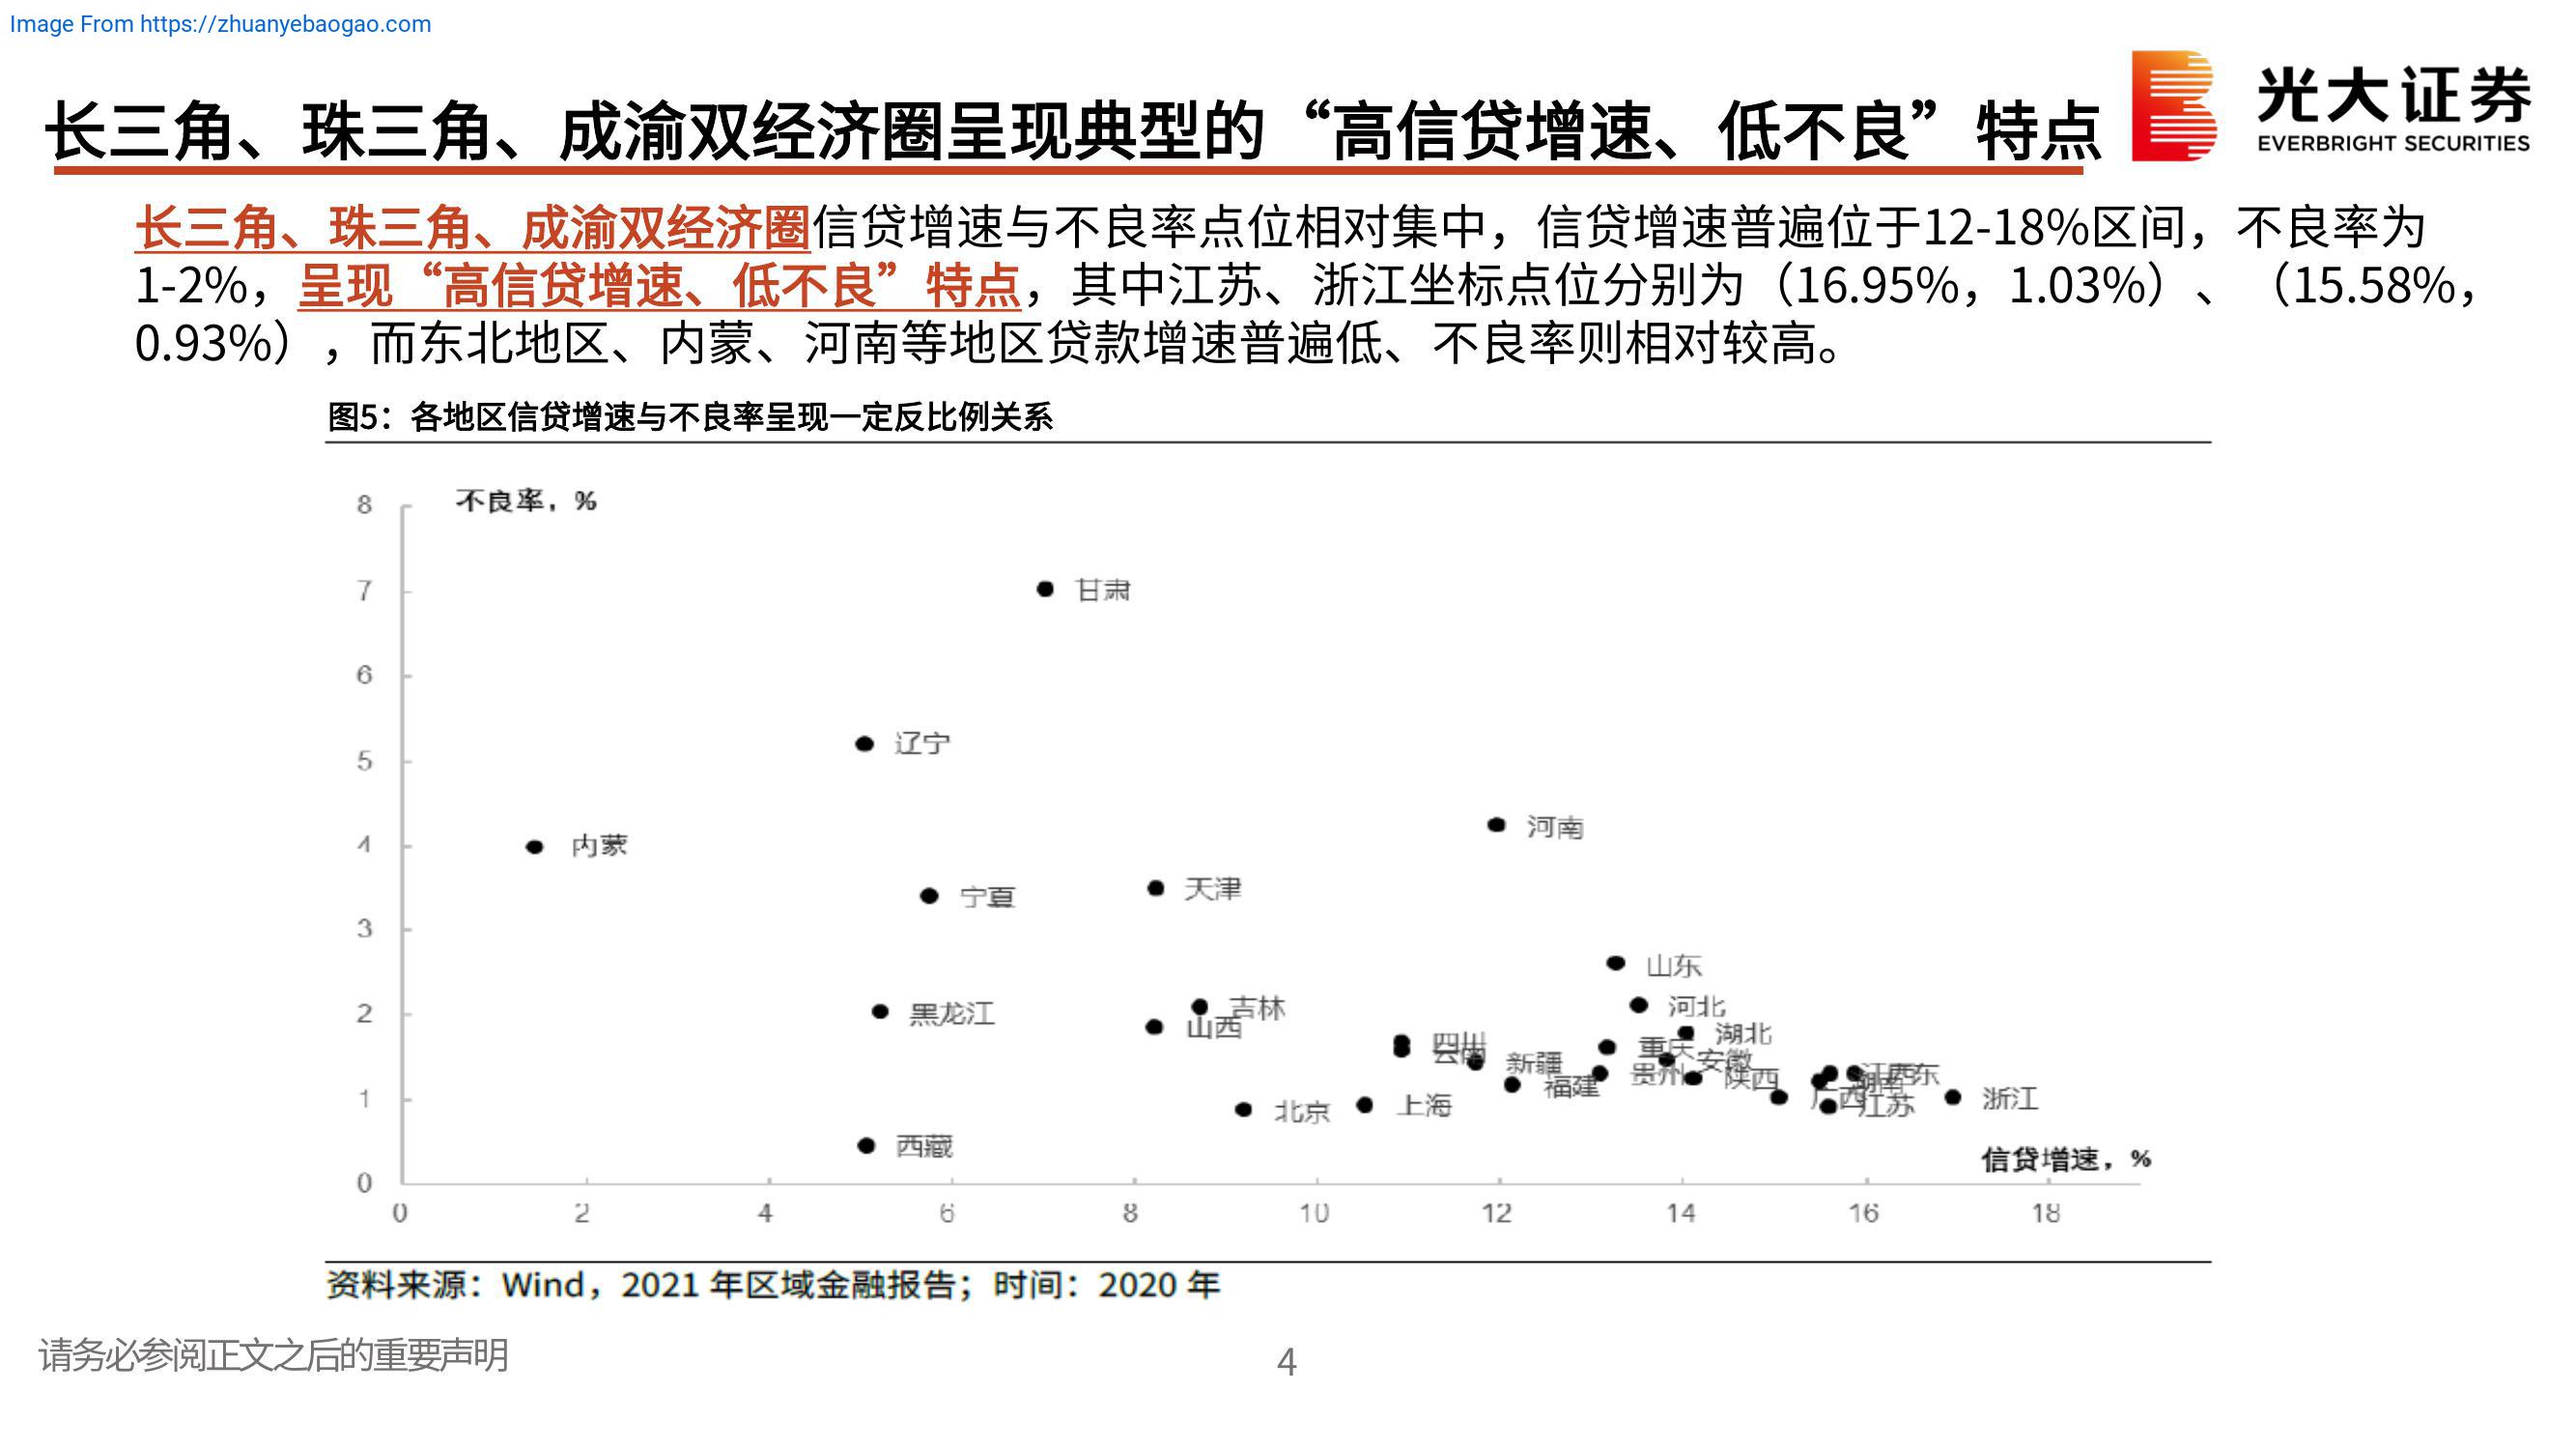 Image From https://zhuanyebaogao.com
长三角、珠三角、成渝双经济圈呈现典型的“高信贷增速、低不良”特点
光大证券
EVERBRIGHT SECURITIES
长三角、珠三角、成渝双经济圈信贷增速与不良率点位相对集中，信贷增速普遍位于12-18%区间，不良率为
1-2%，呈现“高信贷增速、低不良”特点，其中江苏、浙江坐标点位分别为（16.95%，1.03%）、（15.58%，
0.93%），而东北地区、内蒙、河南等地区贷款增速普遍低、不良率则相对较高。
图5：各地区信贷增速与不良率呈现一定反比例关系
不良率，%
8
7
6
5
4
3
2
1
0
甘肃
辽宁
河南
内蒙
天津
宁夏
山东
吉林
河北
黑龙江
山西
湖北
四川
云南
重庆
安徽
新疆
贵州
陕西
福建
江西
广东
湖南
广西
江苏
浙江
北京
上海
西藏
信贷增速，%
0 2 4 6 8 10 12 14 16 18
资料来源：Wind，2021 年区域金融报告；时间：2020 年
请务必参阅正文之后的重要声明
4